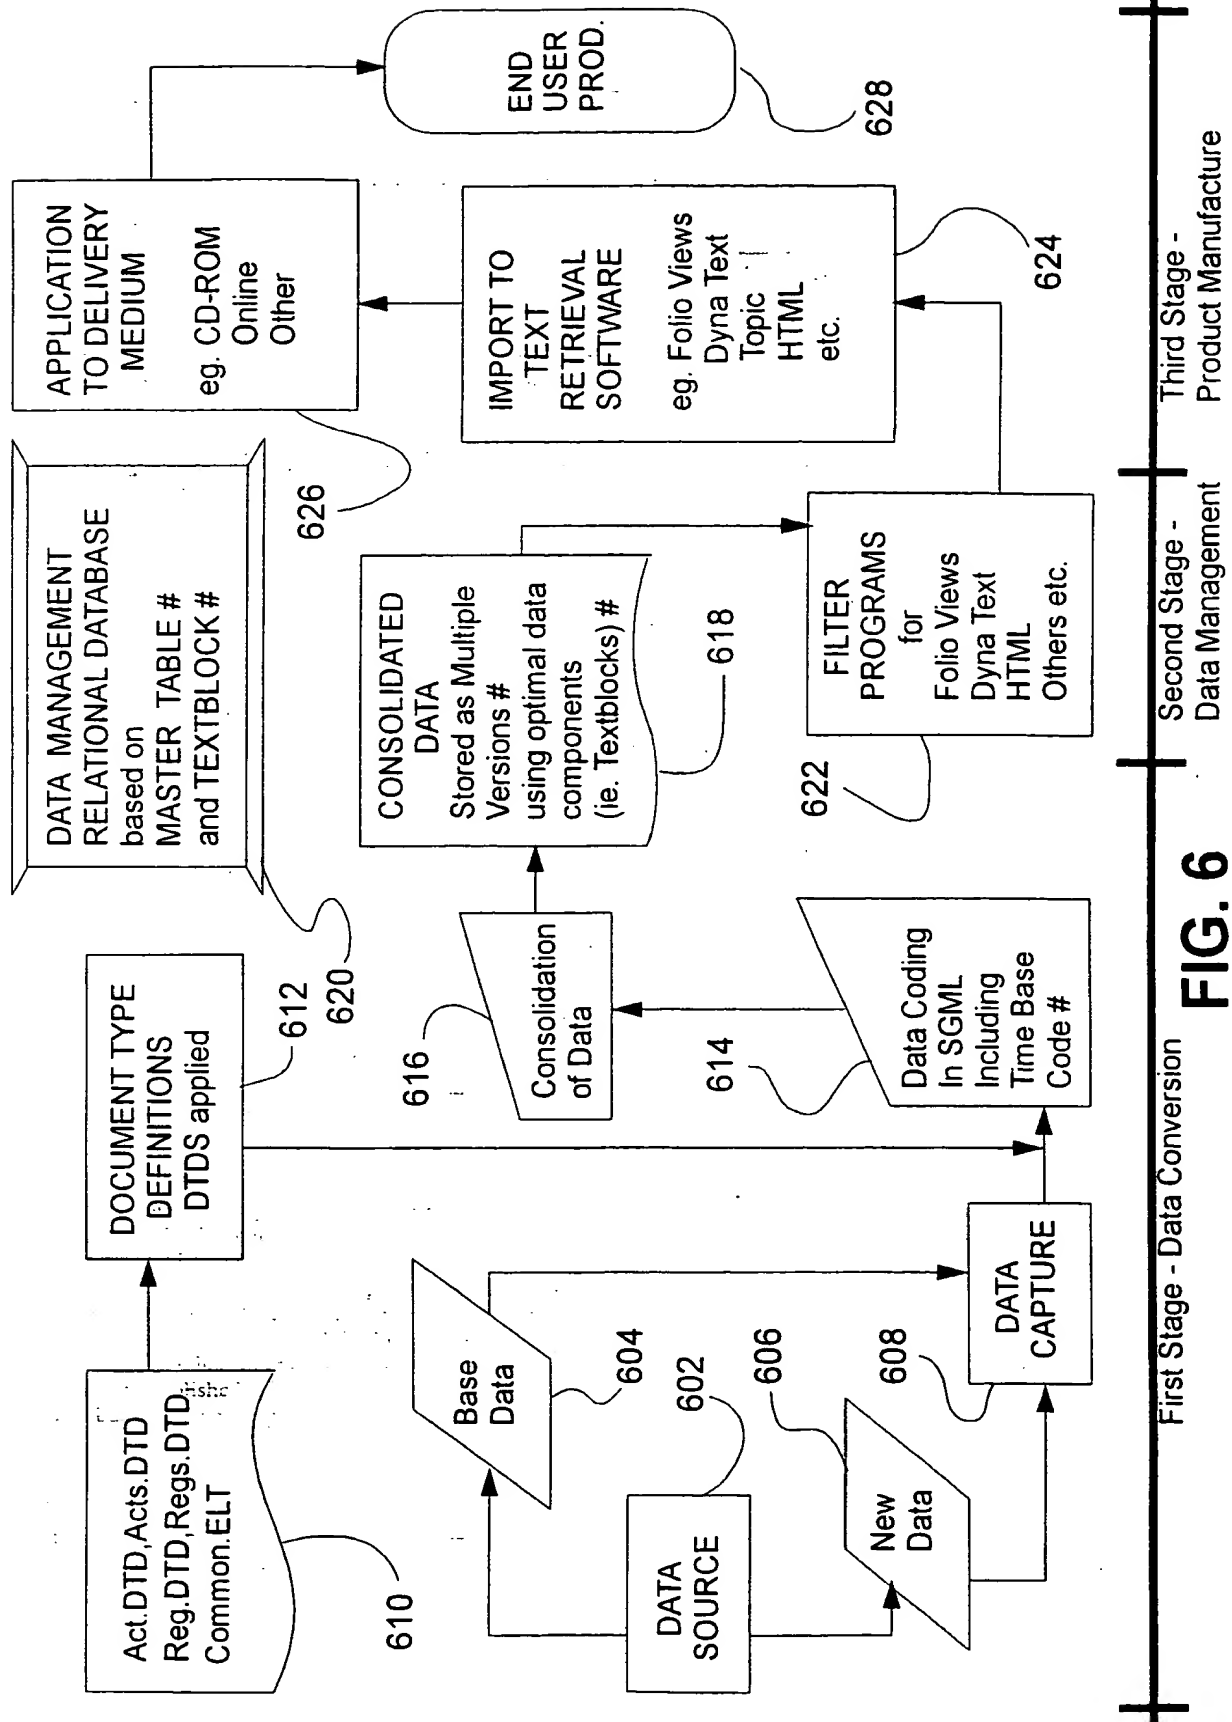 Act.DTD,Acts.DTD
Reg.DTD,Regs.DTD
Common.ELT
610
DOCUMENT TYPE
DEFINITIONS
DTDS applied
612
DATA MANAGEMENT
RELATIONAL DATABASE
based on
MASTER TABLE #
and TEXTBLOCK #
620
APPLICATION
TO DELIVERY
MEDIUM
eg. CD-ROM
Online
Other
626
END
USER
PROD.
628
Base
Data
604
DATA
SOURCE
602
New
Data
606
DATA
CAPTURE
608
Data Coding
In SGML
Including
Time Base
Code #
614
Consolidation
of Data
616
CONSOLIDATED
DATA
Stored as Multiple
Versions #
using optimal data
components
(ie. Textblocks) #
618
FILTER
PROGRAMS
for
Folio Views
Dyna Text
HTML
Others etc.
622
IMPORT TO
TEXT
RETRIEVAL
SOFTWARE
eg. Folio Views
Dyna Text
Topic
HTML
etc.
624
First Stage - Data Conversion
Second Stage -
Data Management
Third Stage -
Product Manufacture
FIG. 6